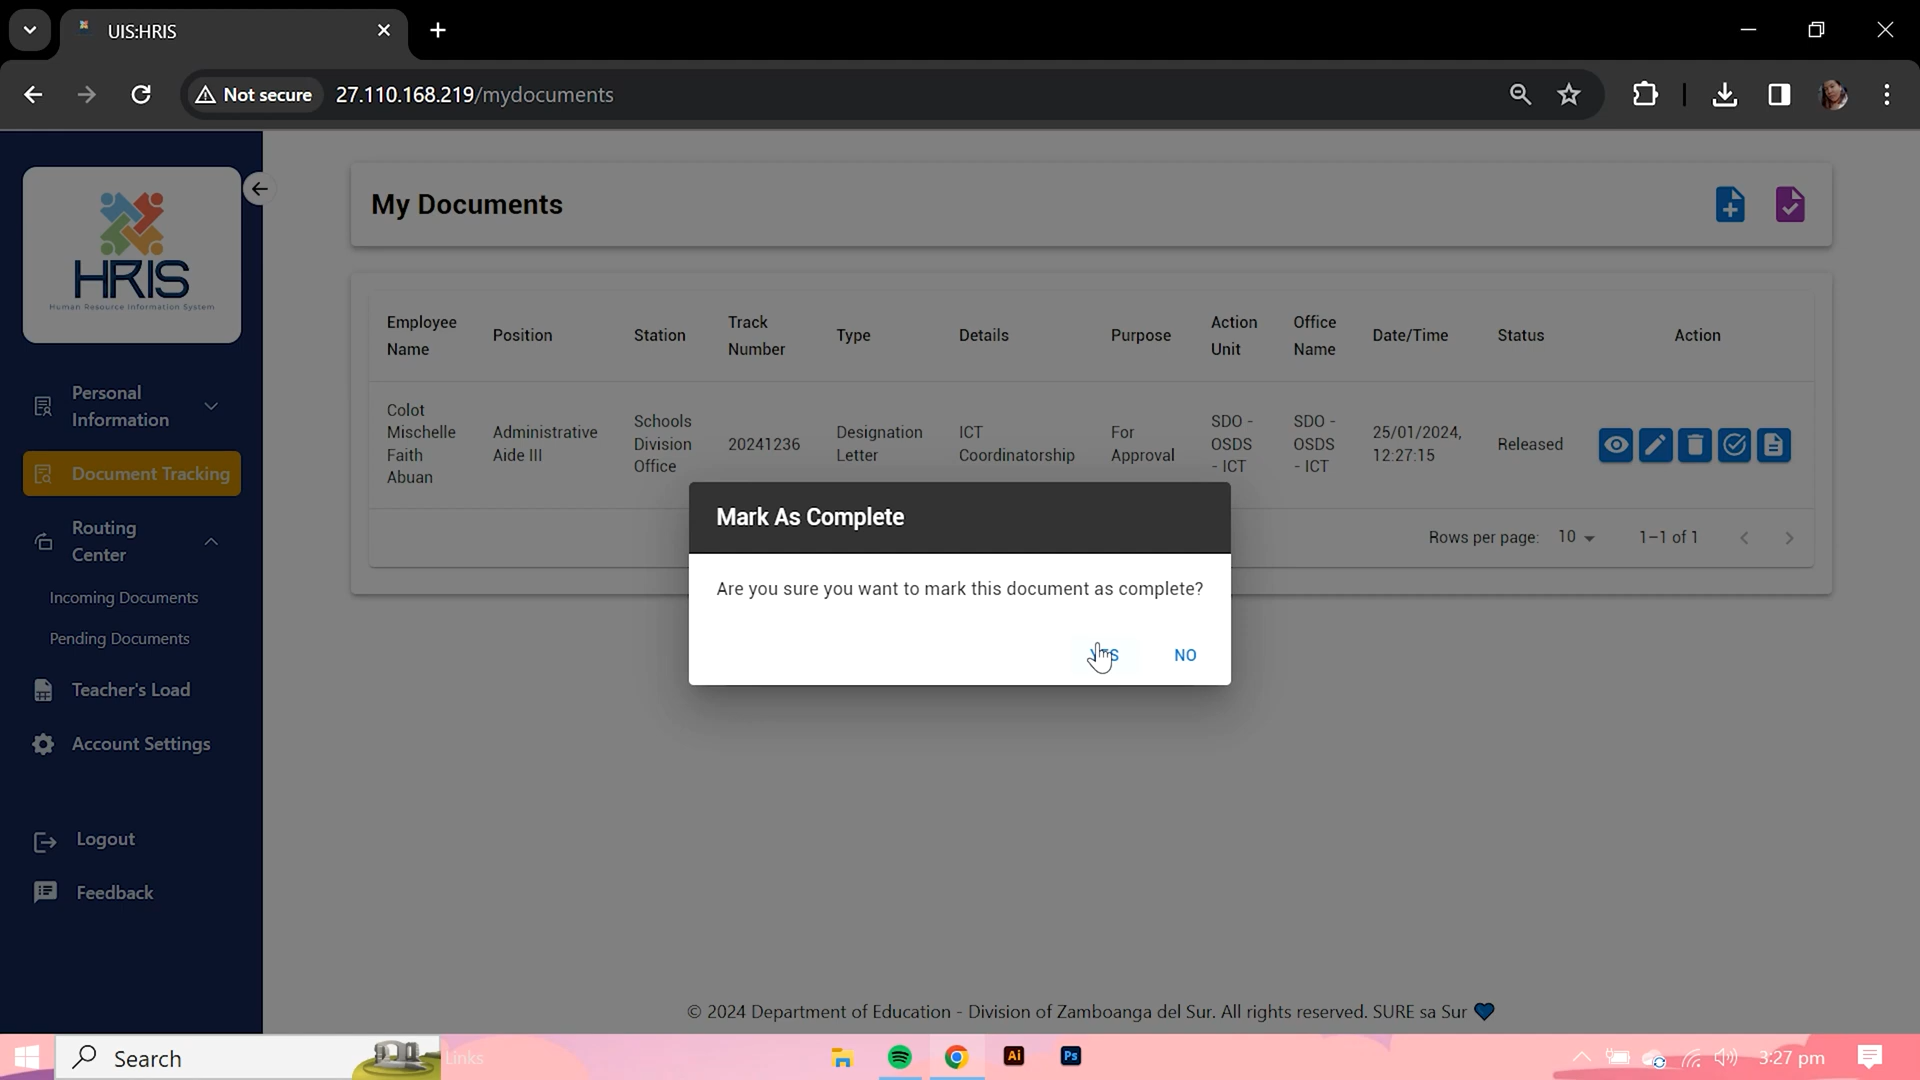 UIS:HRIS
Not secure
27.110.168.219/mydocuments
HRIS
Human Resource Information System
Personal
Information
Document Tracking
Routing
Center
Incoming Documents
Pending Documents
Teacher's Load
Account Settings
Logout
Feedback
My Documents
Employee
Name
Position
Station
Track
Number
Type
Details
Purpose
Action
Unit
Office
Name
Date/Time
Status
Action
Colot
Mischelle
Faith
Abuan
Administrative
Aide III
Schools
Division
Office
20241236
Designation
Letter
ICT
Coordinatorship
For
Approval
SDO -
OSDS
- ICT
SDO -
OSDS
- ICT
25/01/2024,
12:27:15
Released
Rows per page: 10
1–1 of 1
Mark As Complete
Are you sure you want to mark this document as complete?
YES
NO
© 2024 Department of Education - Division of Zamboanga del Sur. All rights reserved. SURE sa Sur
Search
Links
Ai
Ps
3:27 pm